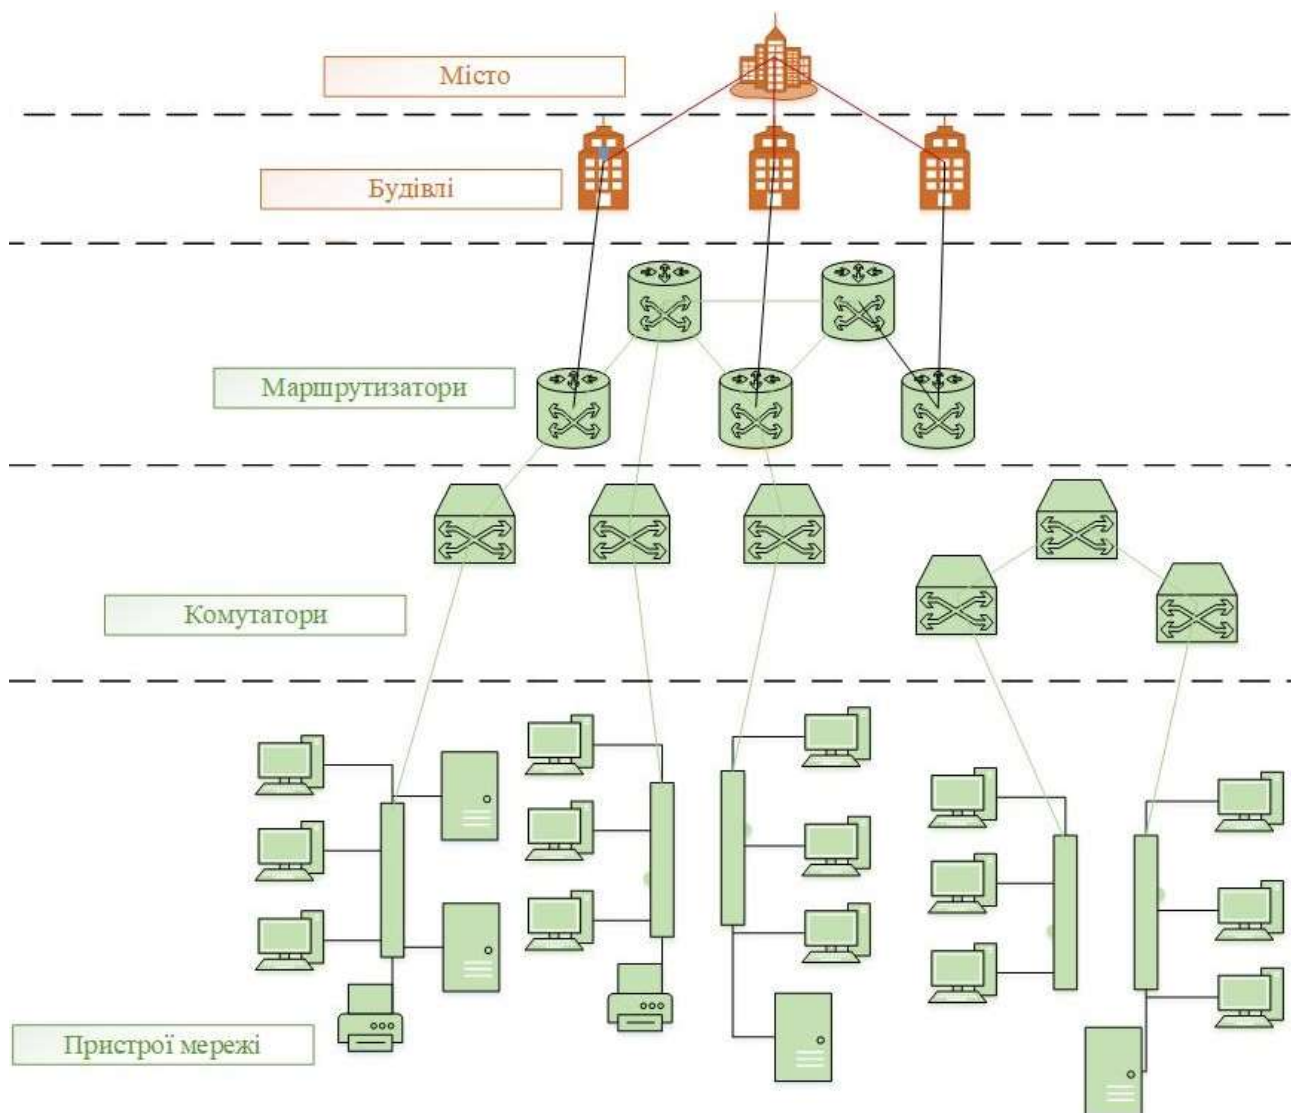 Місто
Будівлі
Маршрутизатори
Комутатори
Пристрої мережі